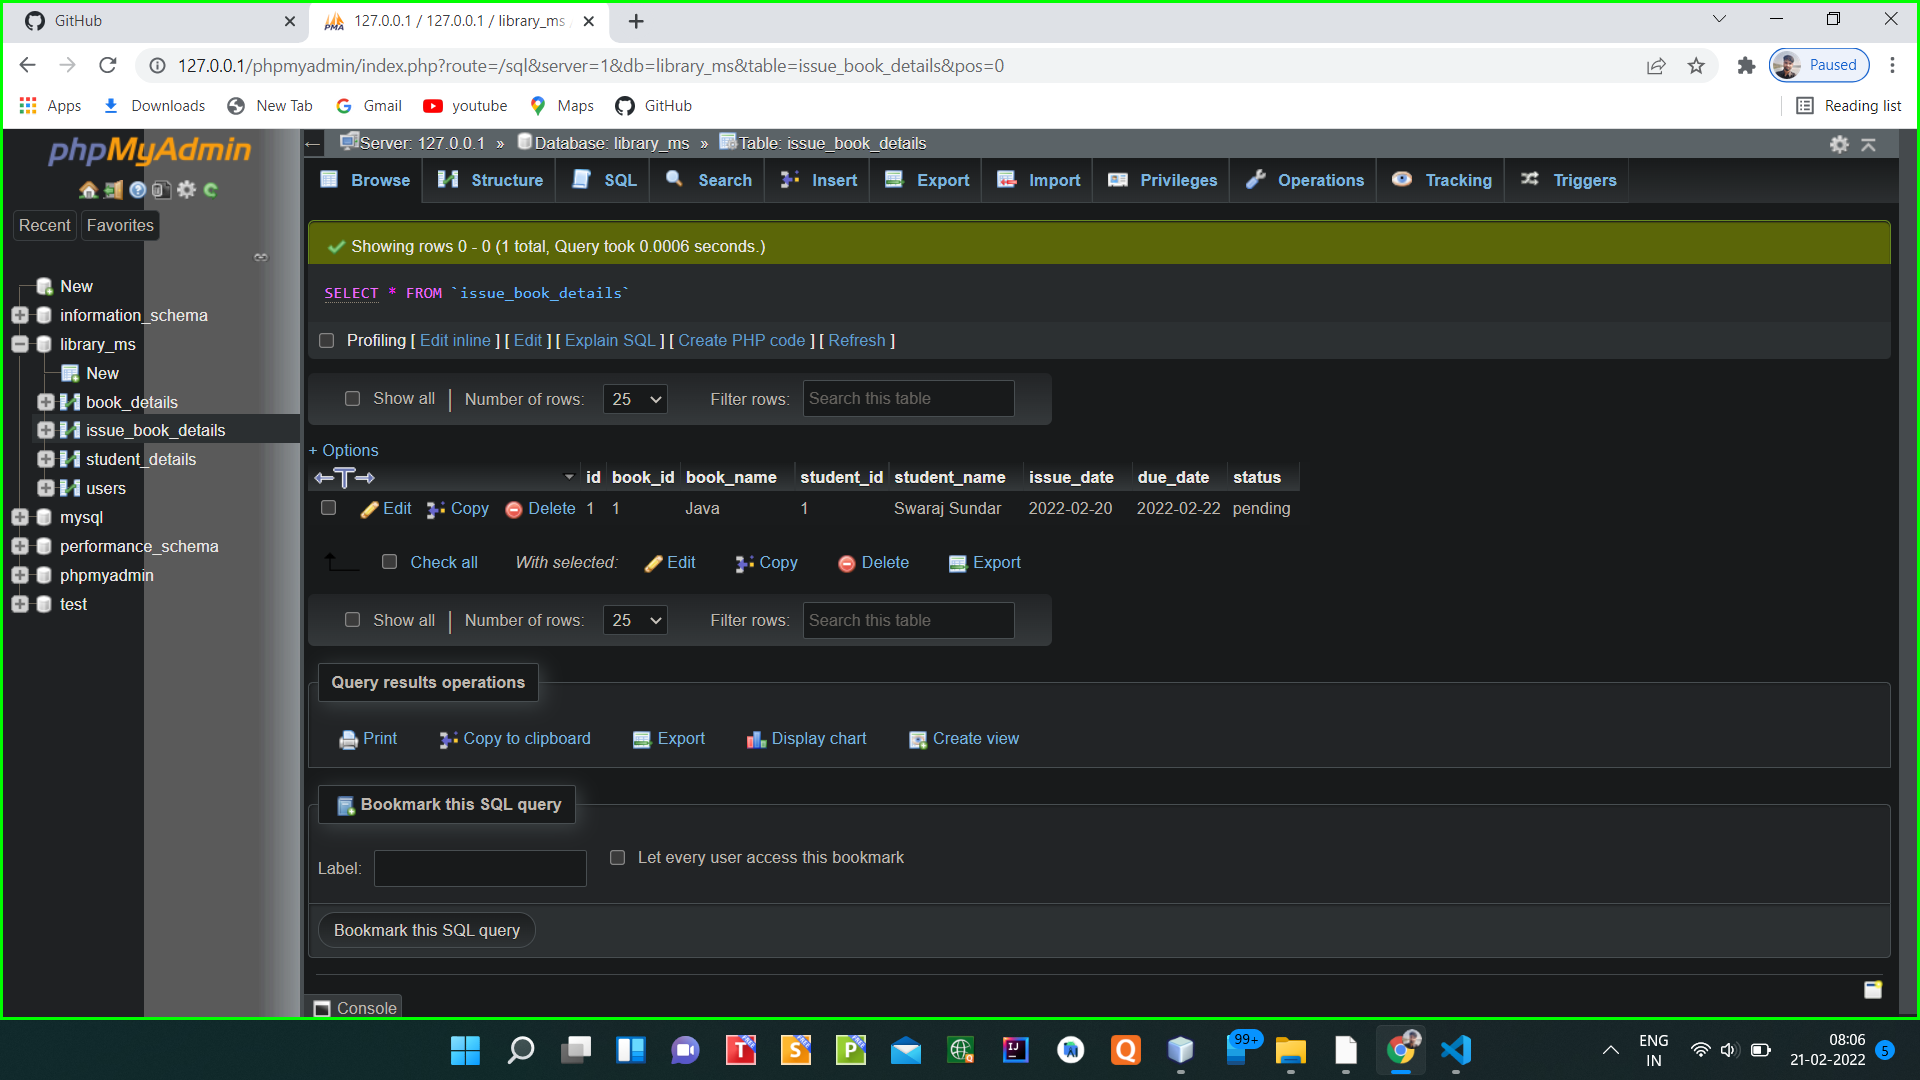 GitHub
127.0.0.1 / 127.0.0.1 / library_ms
127.0.0.1/phpmyadmin/index.php?route=/sql&server=1&db=library_ms&table=issue_book_details&pos=0
Paused
Apps
Downloads
New Tab
Gmail
youtube
Maps
GitHub
Reading list
phpMyAdmin
Recent
Favorites
New
information_schema
library_ms
New
book_details
issue_book_details
student_details
users
mysql
performance_schema
phpmyadmin
test
Server: 127.0.0.1 » Database: library_ms » Table: issue_book_details
Browse
Structure
SQL
Search
Insert
Export
Import
Privileges
Operations
Tracking
Triggers
Showing rows 0 - 0 (1 total, Query took 0.0006 seconds.)
SELECT * FROM `issue_book_details`
Profiling [ Edit inline ] [ Edit ] [ Explain SQL ] [ Create PHP code ] [ Refresh ]
Show all | Number of rows: 25 Filter rows: Search this table
+ Options
id book_id book_name student_id student_name issue_date due_date status
Edit Copy Delete 1 1 Java 1 Swaraj Sundar 2022-02-20 2022-02-22 pending
Check all With selected: Edit Copy Delete Export
Show all | Number of rows: 25 Filter rows: Search this table
Query results operations
Print Copy to clipboard Export Display chart Create view
Bookmark this SQL query
Label: Let every user access this bookmark
Bookmark this SQL query
Console
99+
ENG
IN
08:06
21-02-2022
5